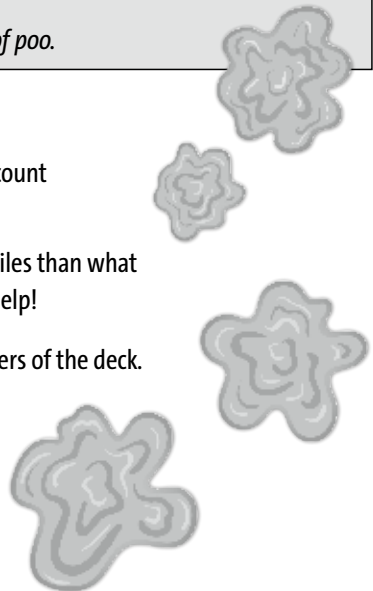 of poo.
count
iles than what
elp!
ers of the deck.